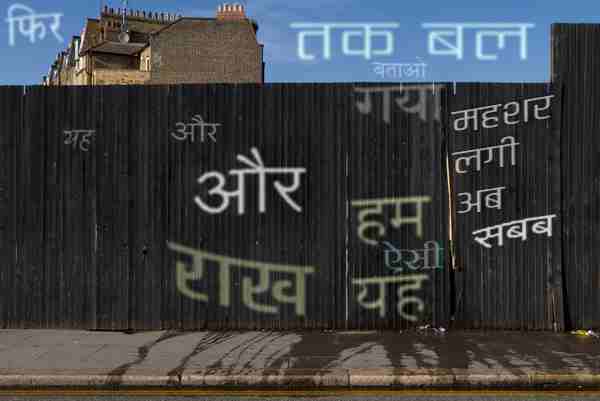 फिर
तक बल
बताओ
गया
महशर
लगी
अब
सबब
यह
और
और
हम
ऐसी
राख
यह